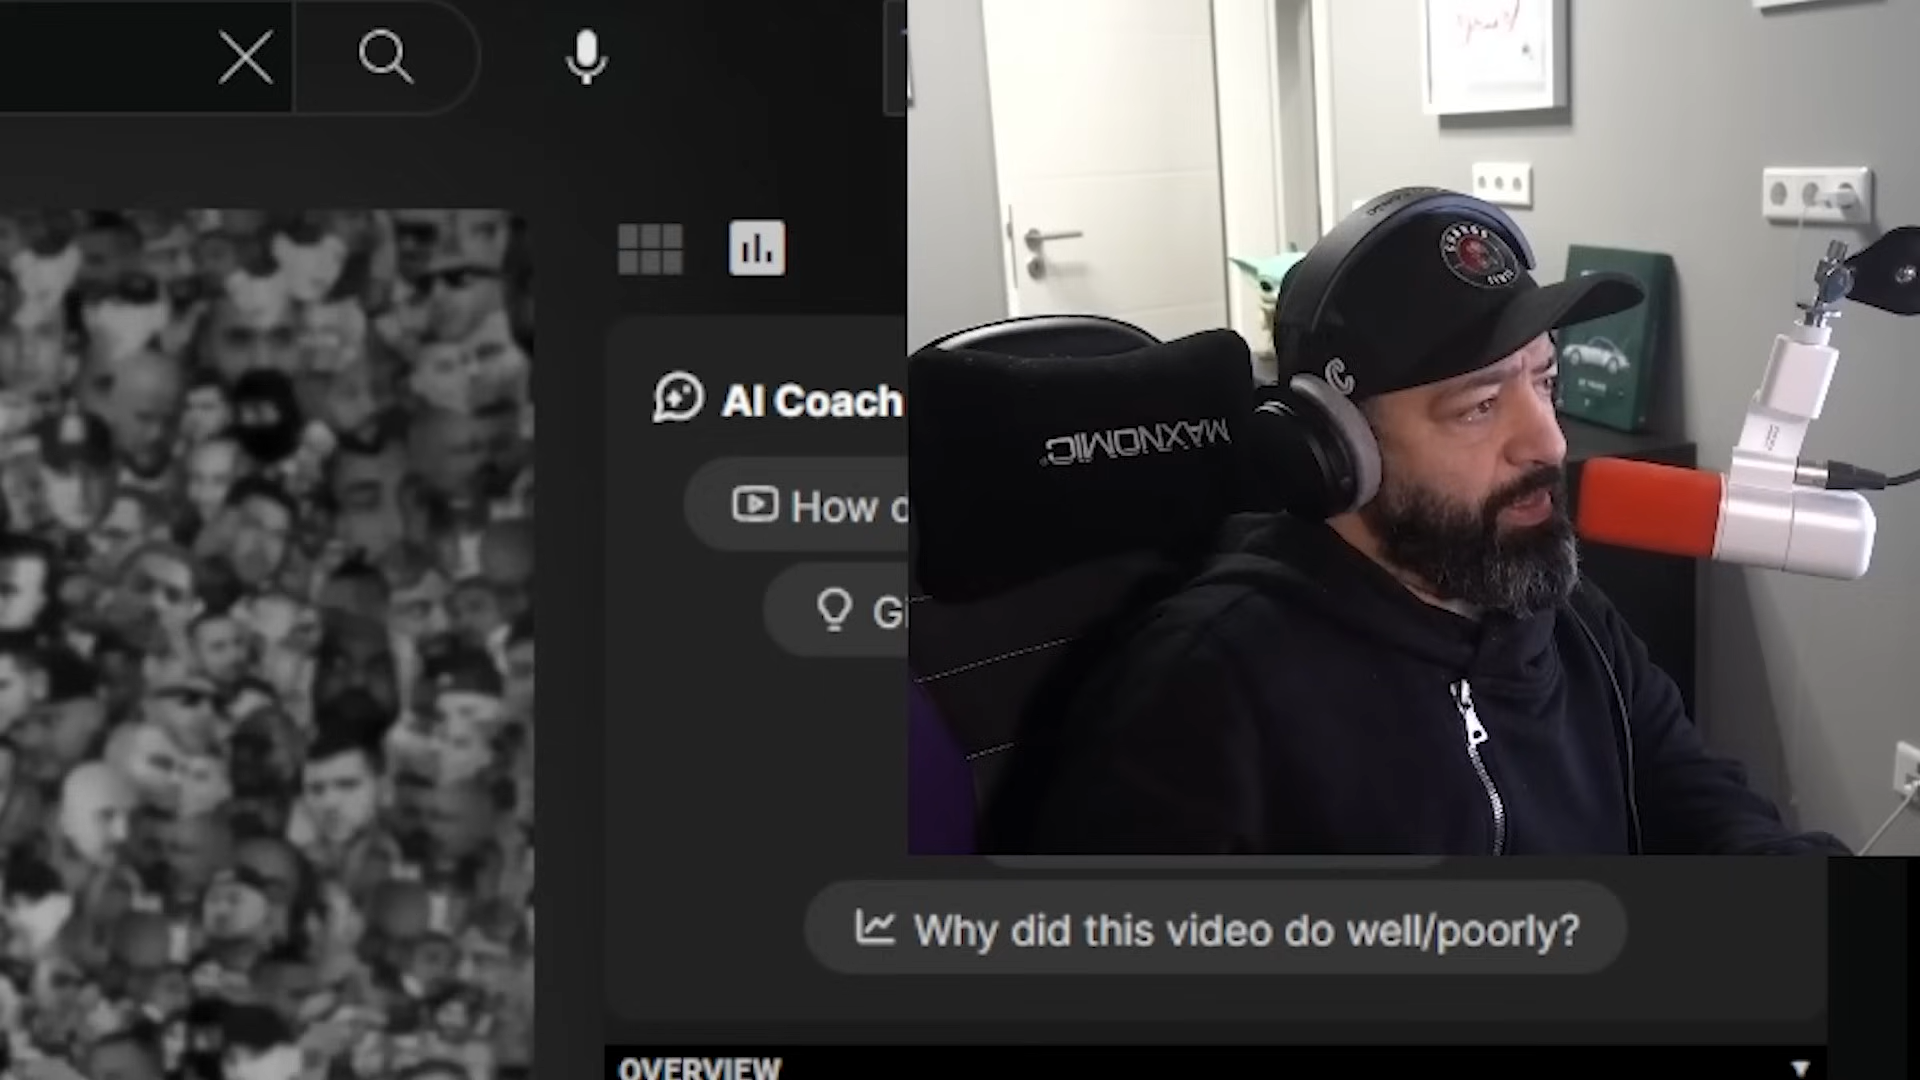 AI Coach
How
Why did this video do well/poorly?
OVERVIEW
MAXNOMIC